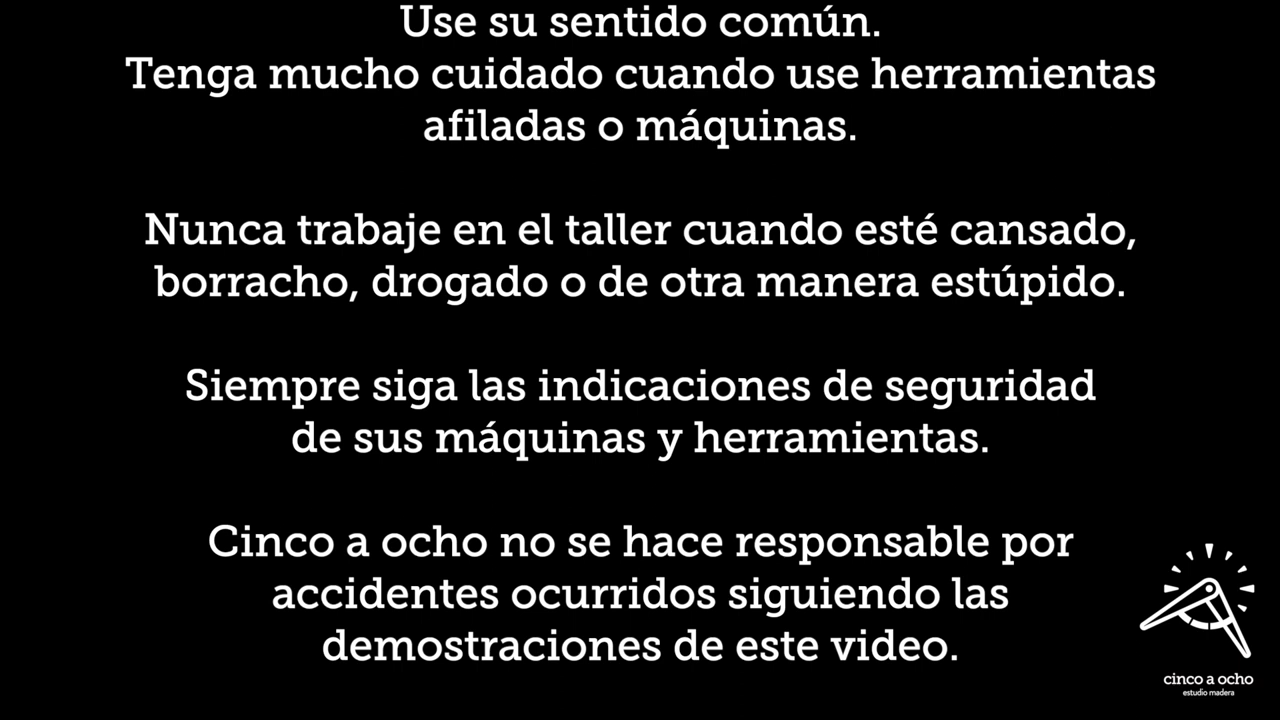 Use su sentido común.
Tenga mucho cuidado cuando use herramientas
afiladas o máquinas.
Nunca trabaje en el taller cuando esté cansado,
borracho, drogado o de otra manera estúpido.
Siempre siga las indicaciones de seguridad
de sus máquinas y herramientas.
Cinco a ocho no se hace responsable por
accidentes ocurridos siguiendo las
demostraciones de este video.
cinco a ocho
estudio madera